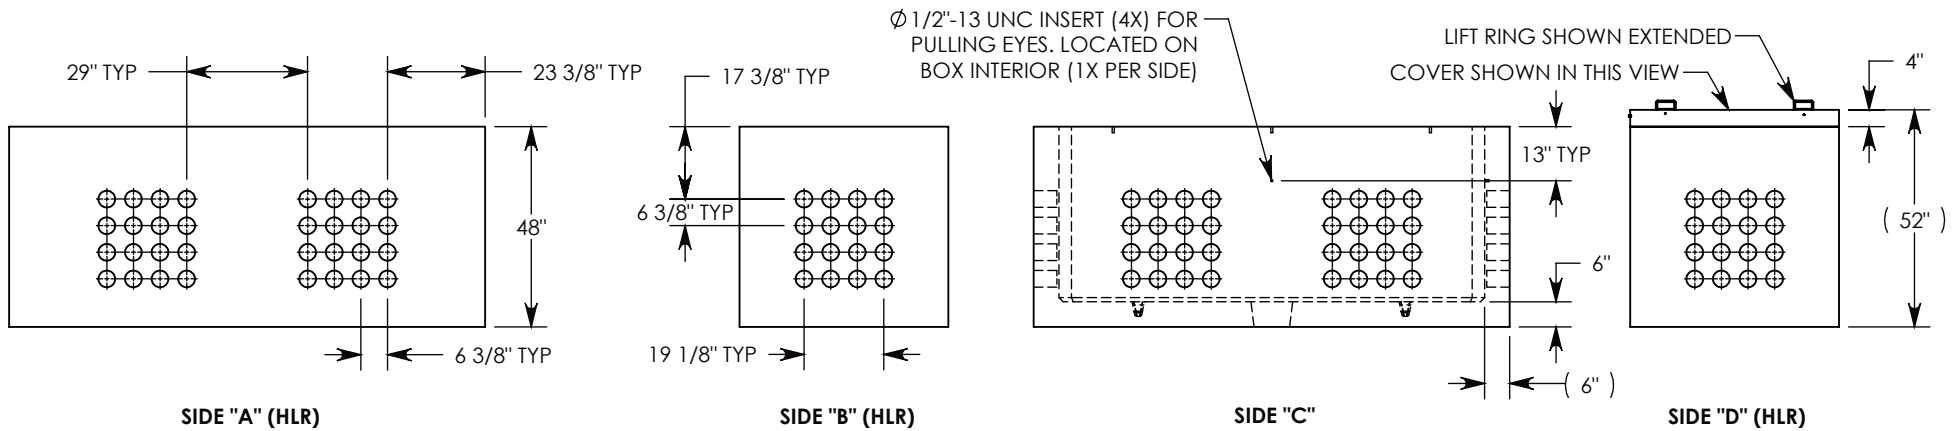 Ø 1/2"-13 UNC INSERT (4X) FOR
PULLING EYES. LOCATED ON
BOX INTERIOR (1X PER SIDE)
LIFT RING SHOWN EXTENDED
COVER SHOWN IN THIS VIEW
4"
29" TYP
23 3/8" TYP
17 3/8" TYP
13" TYP
6 3/8" TYP
48"
( 52" )
6"
6 3/8" TYP
19 1/8" TYP
( 6" )
SIDE "A" (HLR)
SIDE "B" (HLR)
SIDE "C"
SIDE "D" (HLR)